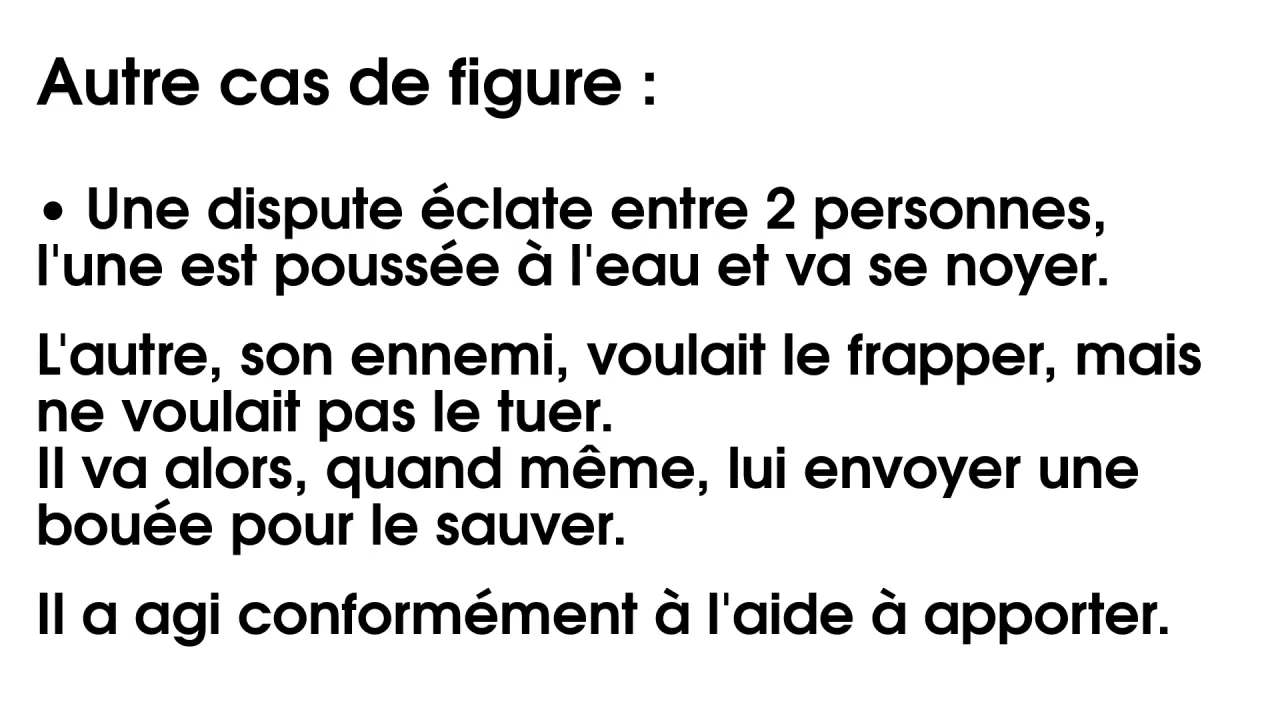 Autre cas de figure :
• Une dispute éclate entre 2 personnes,
l'une est poussée à l'eau et va se noyer.
L'autre, son ennemi, voulait le frapper, mais
ne voulait pas le tuer.
Il va alors, quand même, lui envoyer une
bouée pour le sauver.
Il a agi conformément à l'aide à apporter.